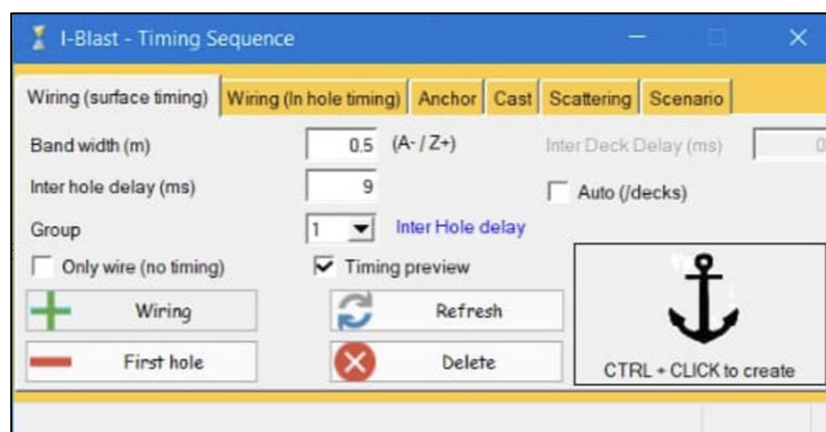 I-Blast - Timing Sequence
Wiring (surface timing) Wiring (In hole timing) Anchor Cast Scattering Scenario
Band width (m) 0.5 (A- / Z+) Inter Deck Delay (ms) 0
Inter hole delay (ms) 9 Auto (/decks)
Group 1 Inter Hole delay
Only wire (no timing) Timing preview
Wiring Refresh
First hole Delete
CTRL + CLICK to create